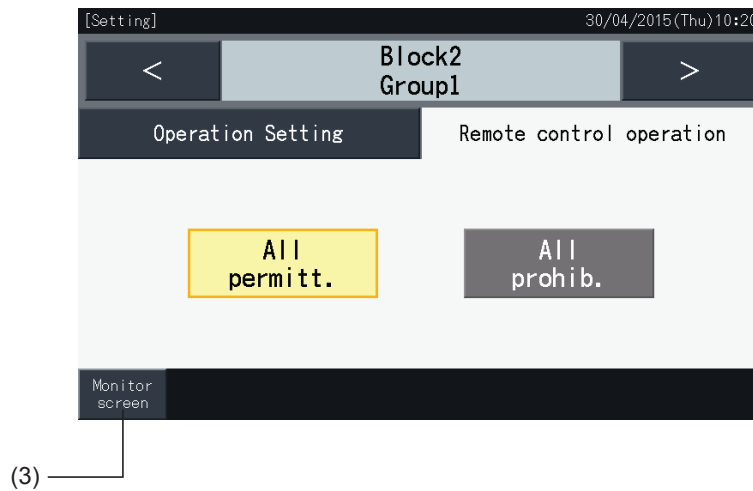 [Setting] 30/04/2015(Thu)10:20
< Block2 >
Group1
Operation Setting Remote control operation
All
permitt.
All
prohib.
Monitor
screen
(3)